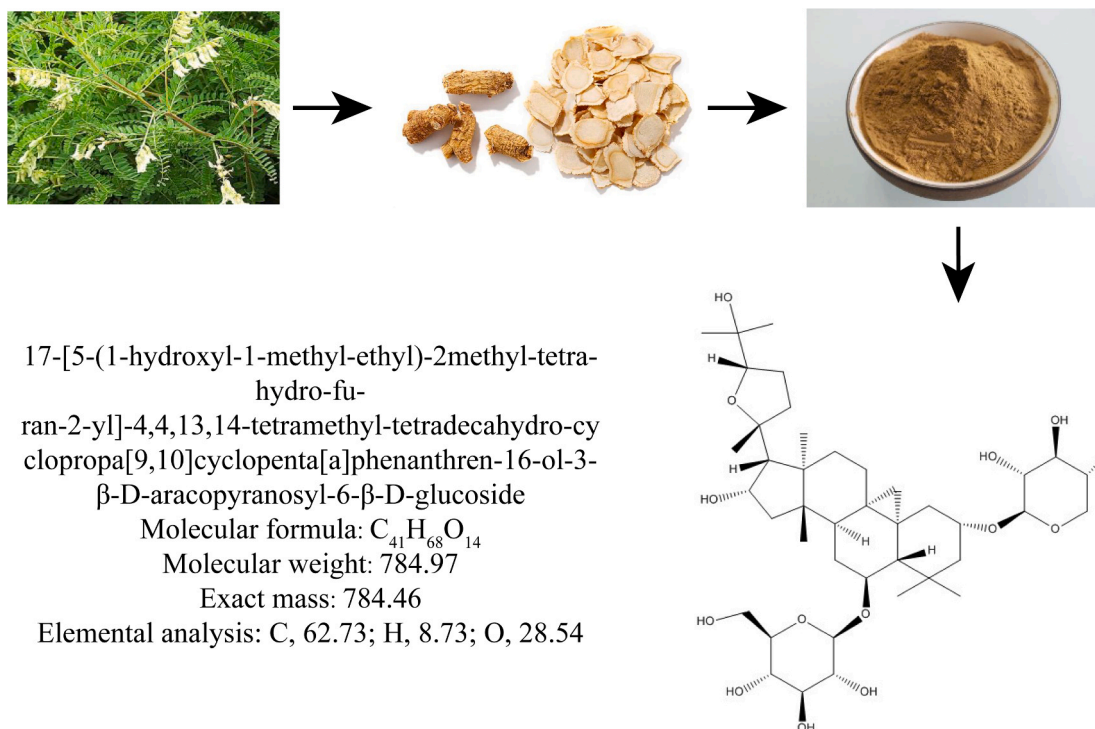 17-[5-(1-hydroxyl-1-methyl-ethyl)-2methyl-tetra-
hydro-fu-
ran-2-yl]-4,4,13,14-tetramethyl-tetradecahydro-cy
clopropa[9,10]cyclopenta[a]phenanthren-16-ol-3-
β-D-aracopyranosyl-6-β-D-glucoside
Molecular formula: C₄₁H₆₈O₁₄
Molecular weight: 784.97
Exact mass: 784.46
Elemental analysis: C, 62.73; H, 8.73; O, 28.54
HO
H
O
H
HO
H
H
O
O
OH
HO
O
HO
O
O
HO
OH
OH